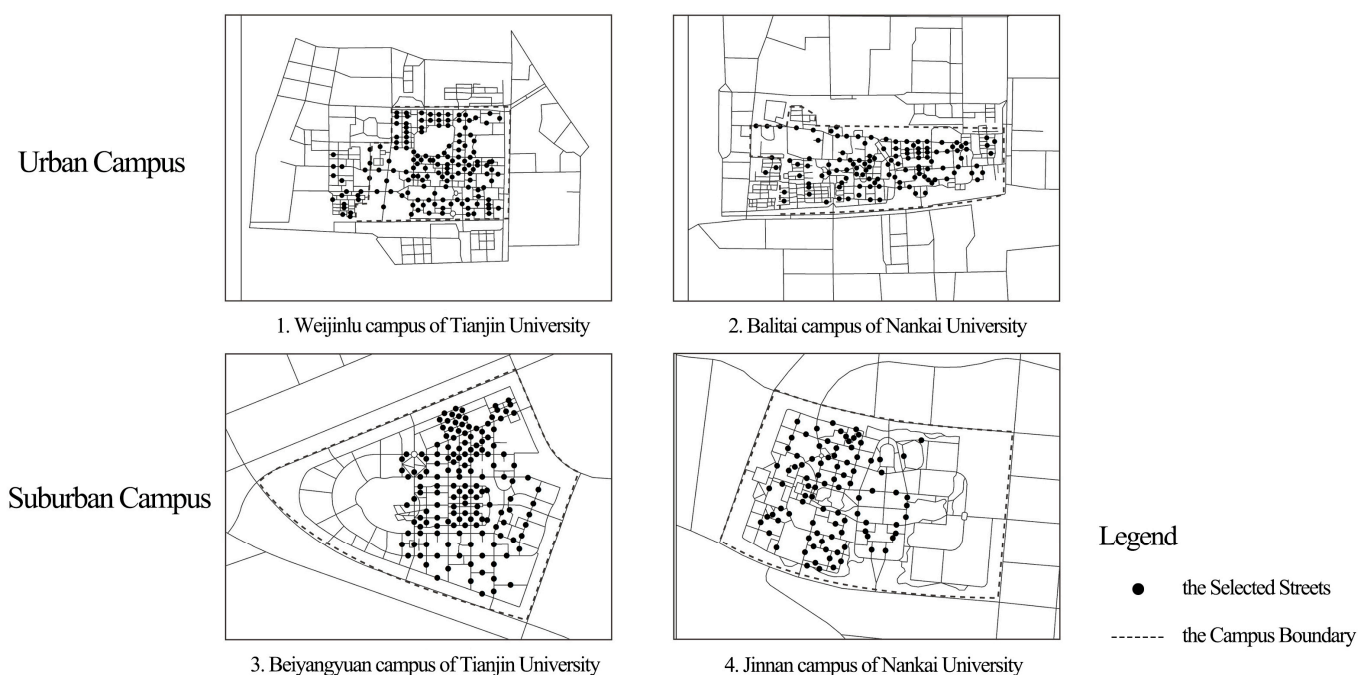 Urban Campus
1. Weijinlu campus of Tianjin University
2. Balitai campus of Nankai University
Suburban Campus
3. Beiyangyuan campus of Tianjin University
4. Jinnan campus of Nankai University
Legend
the Selected Streets
the Campus Boundary